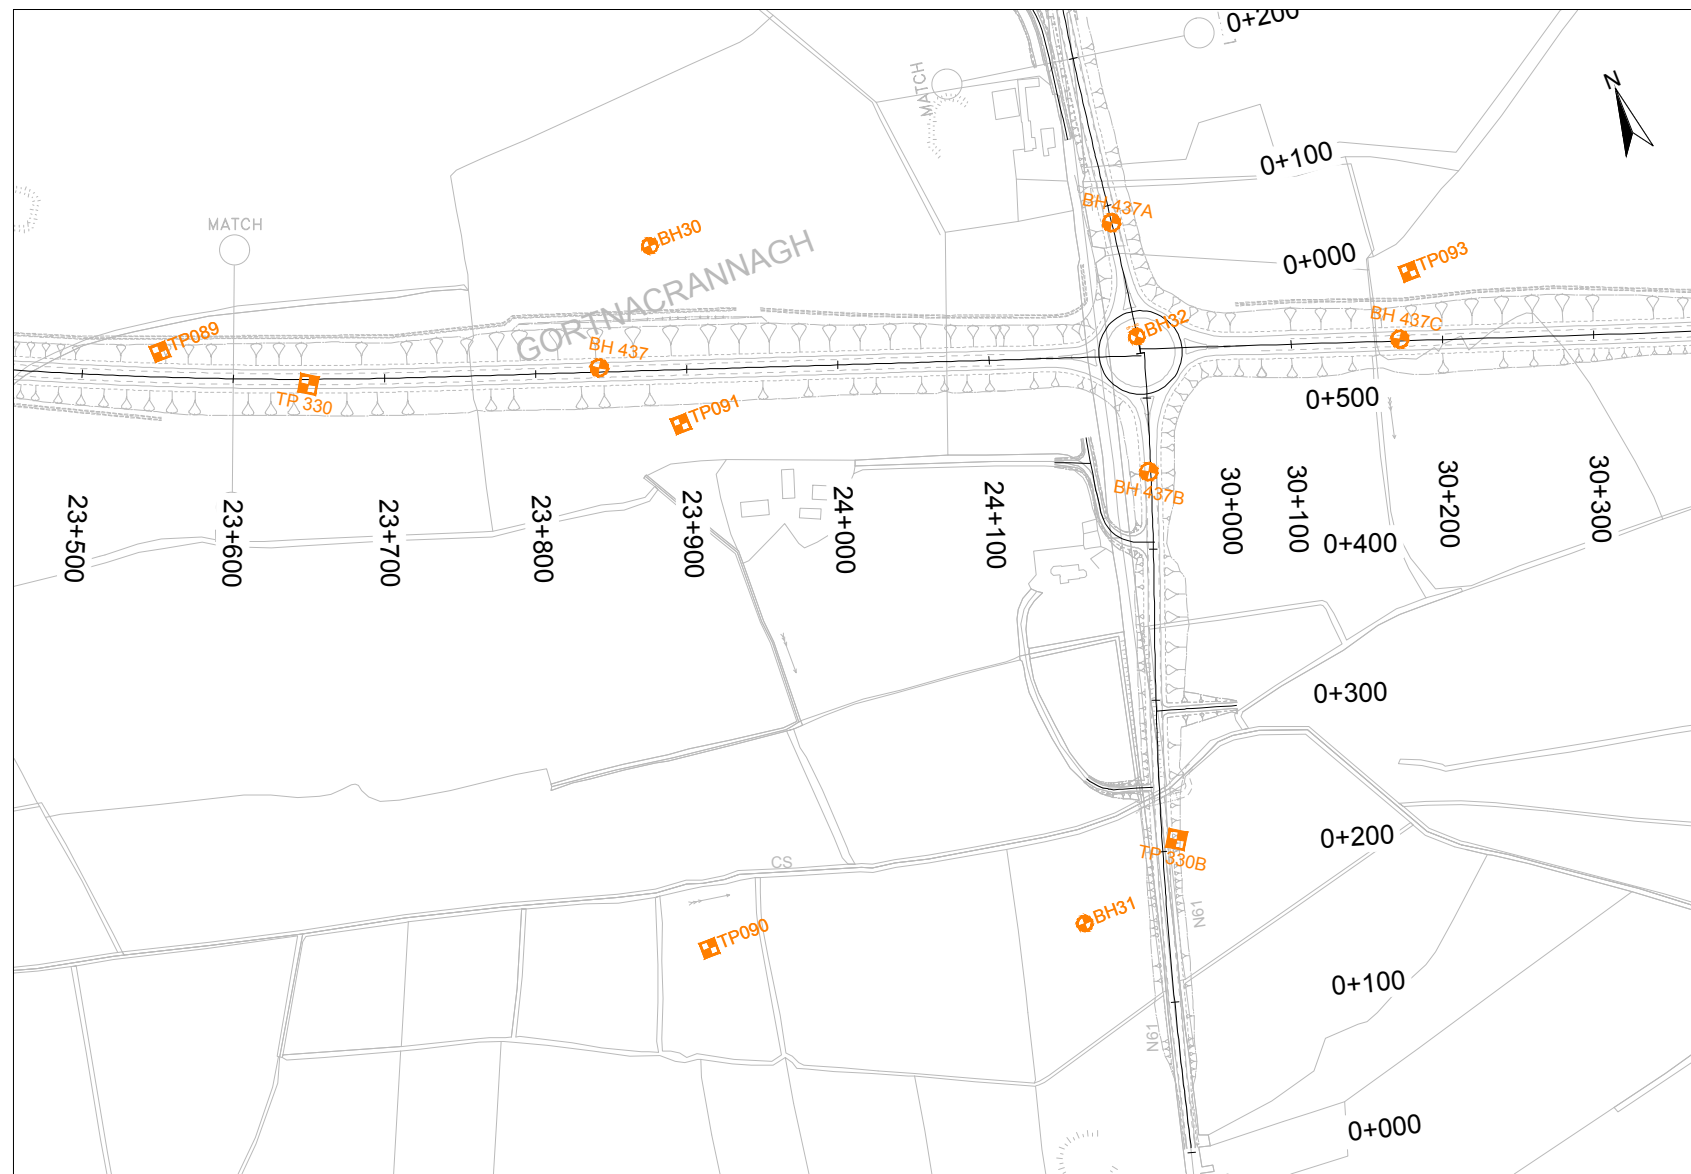 0+200
N
MATCH
0+100
BH 437A
MATCH
BH30
GORTNACRANNAGH
0+000
TP093
BH32
BH 437C
TP089
BH 437
TP 330
TP091
0+500
BH 437B
23+500
23+600
23+700
23+800
23+900
24+000
24+100
30+000
30+100
30+200
30+300
0+400
0+300
0+200
TP 330B
CS
BH31
N61
TP090
0+100
N61
0+000